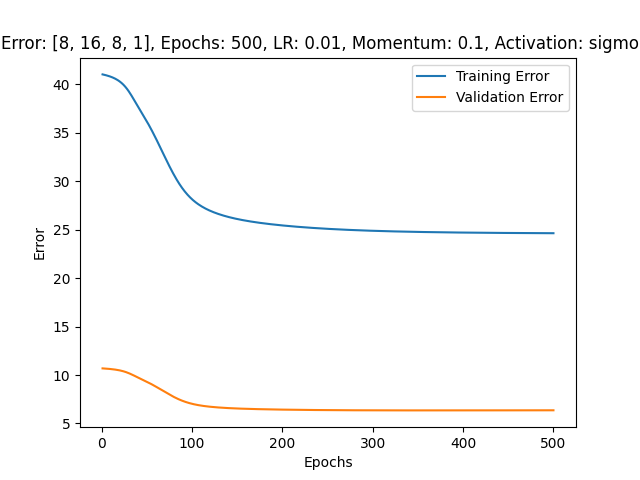 Error: [8, 16, 8, 1], Epochs: 500, LR: 0.01, Momentum: 0.1, Activation: sigmo
Training Error
Validation Error
40
35
30
25
20
15
10
5
Error
0 100 200 300 400 500
Epochs